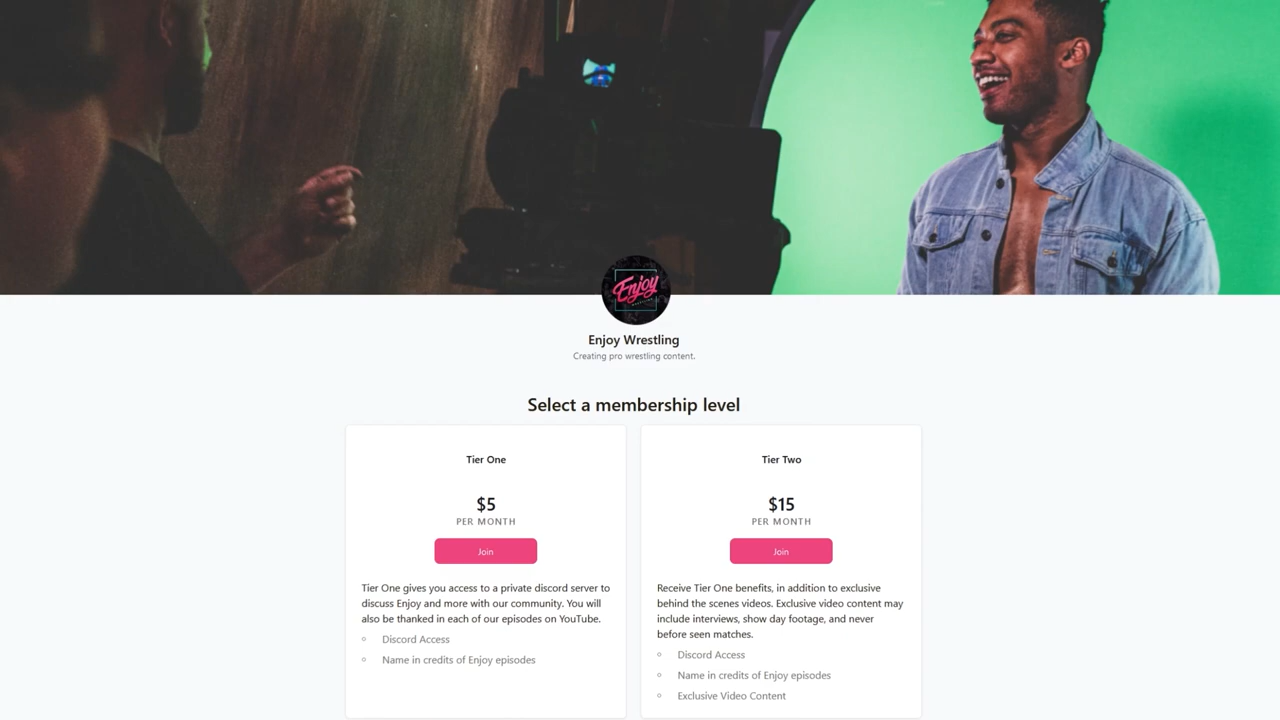 Enjoy
Enjoy Wrestling
Creating pro wrestling content.
Select a membership level
Tier One
$5
PER MONTH
Join
Tier One gives you access to a private discord server to
discuss Enjoy and more with our community. You will
also be thanked in each of our episodes on YouTube.
Discord Access
Name in credits of Enjoy episodes
Tier Two
$15
PER MONTH
Join
Receive Tier One benefits, in addition to exclusive
behind the scenes videos. Exclusive video content may
include interviews, show day footage, and never
before seen matches.
Discord Access
Name in credits of Enjoy episodes
Exclusive Video Content